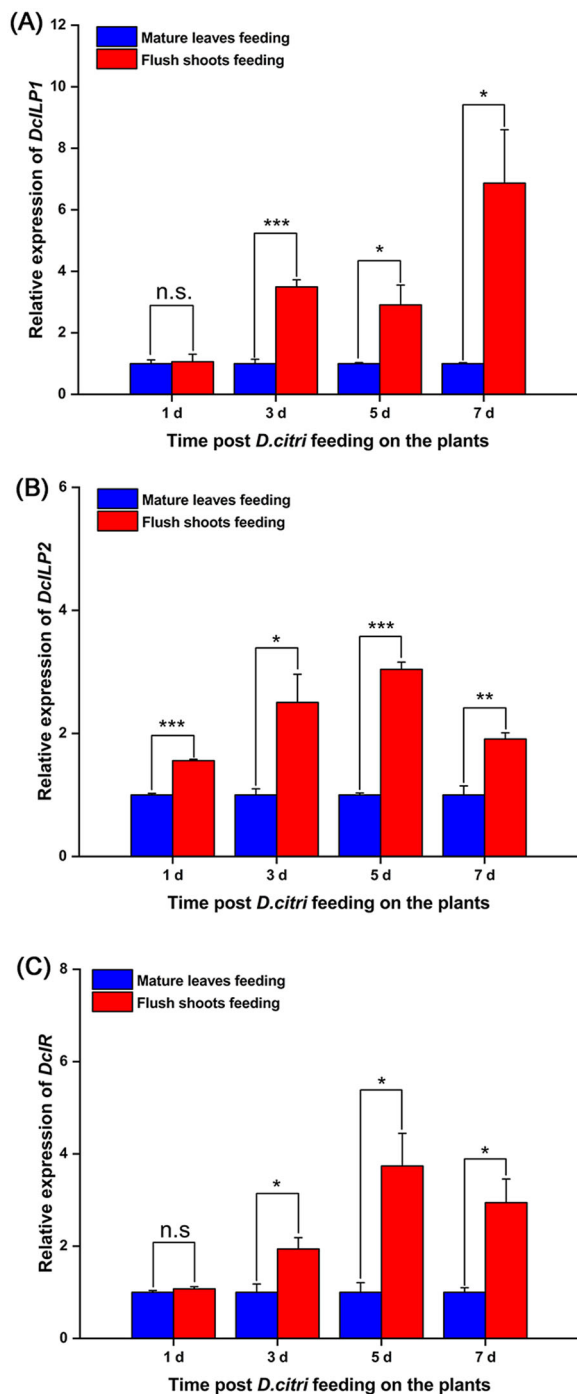 (A)
Mature leaves feeding
Flush shoots feeding
Relative expression of DcILP1
12
10
8
6
4
2
0
n.s.
***
*
*
1 d 3 d 5 d 7 d
Time post D.citri feeding on the plants
(B)
Mature leaves feeding
Flush shoots feeding
Relative expression of DcILP2
6
4
2
0
***
*
***
**
1 d 3 d 5 d 7 d
Time post D.citri feeding on the plants
(C)
Mature leaves feeding
Flush shoots feeding
Relative expression of DcIR
8
6
4
2
0
n.s
*
*
*
1 d 3 d 5 d 7 d
Time post D.citri feeding on the plants